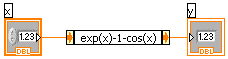 x
y
1.23
DBL
exp(x)-1-cos(x)
1.23
DBL